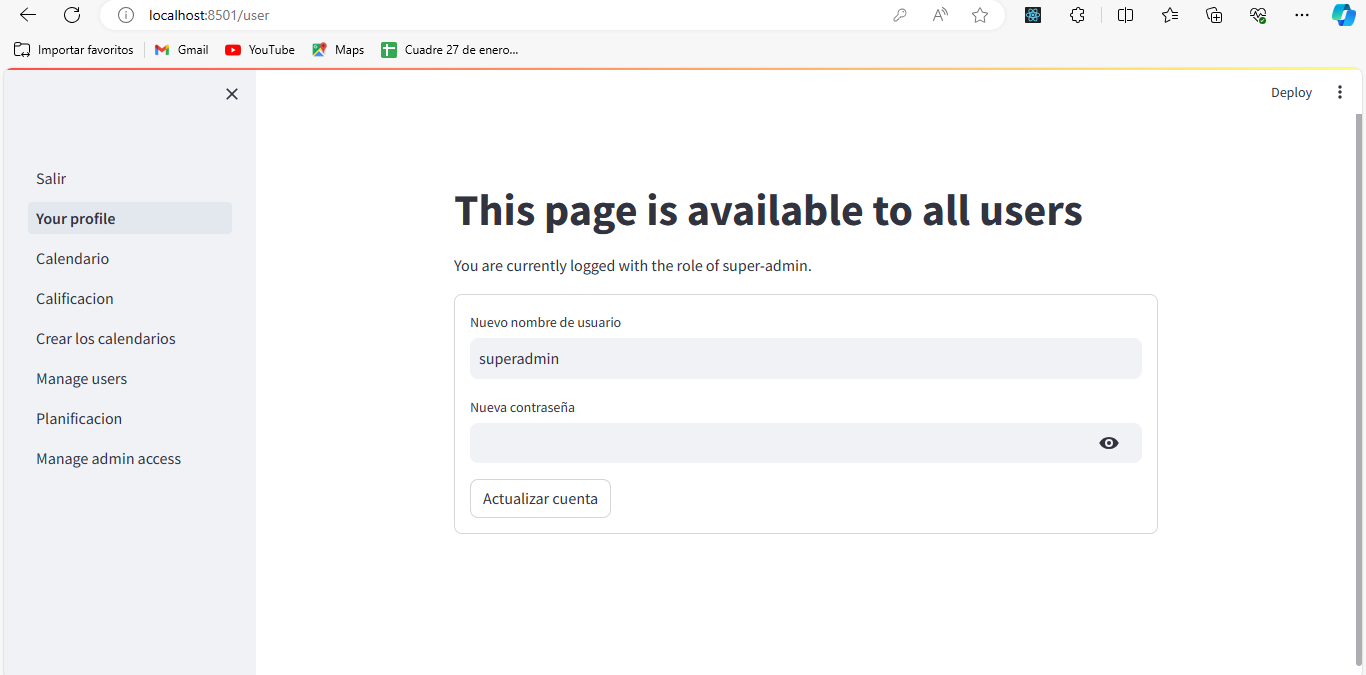 localhost:8501/user
Importar favoritos
Gmail
YouTube
Maps
Cuadre 27 de enero...
Deploy
Salir
Your profile
Calendario
Calificacion
Crear los calendarios
Manage users
Planificacion
Manage admin access
This page is available to all users
You are currently logged with the role of super-admin.
Nuevo nombre de usuario
superadmin
Nueva contraseña
Actualizar cuenta